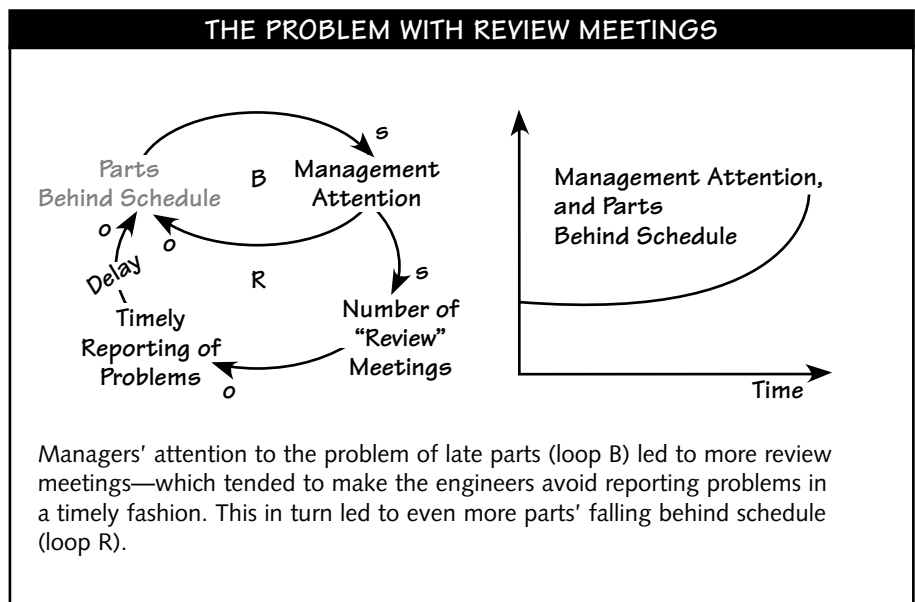 THE PROBLEM WITH REVIEW MEETINGS
s
Parts
Behind Schedule
B
Management
Attention
o
o
Delay
R
s
Timely
Reporting of
Problems
Number of
“Review”
Meetings
o
Management Attention,
and Parts
Behind Schedule
Time
Managers’ attention to the problem of late parts (loop B) led to more review
meetings—which tended to make the engineers avoid reporting problems in
a timely fashion. This in turn led to even more parts’ falling behind schedule
(loop R).